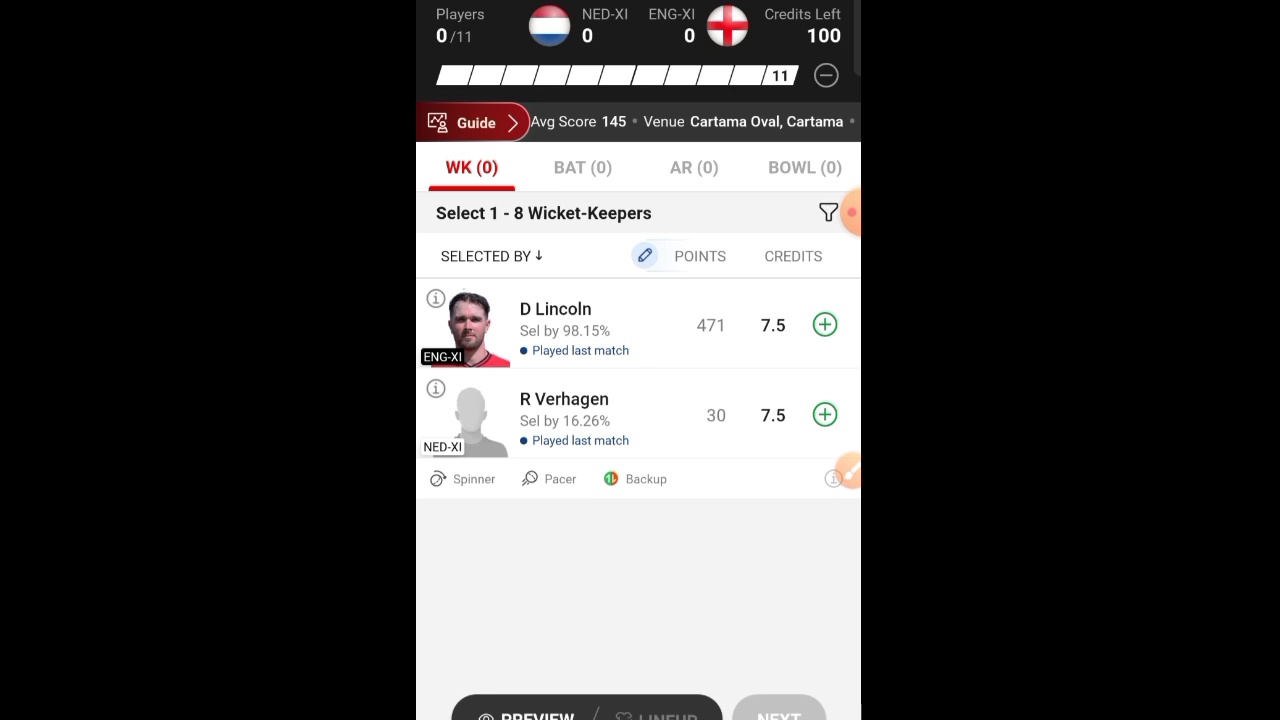 Players NED-XI ENG-XI Credits Left
0 /11 0 0 100
11
Guide Avg Score 145 • Venue Cartama Oval, Cartama •
WK (0) BAT (0) AR (0) BOWL (0)
Select 1 - 8 Wicket-Keepers
SELECTED BY ↓ POINTS CREDITS
D Lincoln
Sel by 98.15% 471 7.5
• Played last match
ENG-XI
R Verhagen
Sel by 16.26% 30 7.5
• Played last match
NED-XI
Spinner Pacer Backup
PREVIEW / LINEUP NEXT